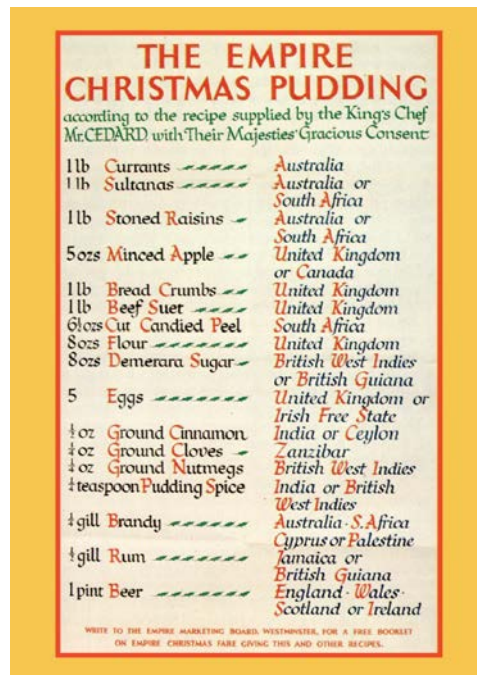 THE EMPIRE
CHRISTMAS PUDDING
according to the recipe supplied by the King's Chef
Mr. CEDARD, with Their Majesties' Gracious Consent
1 lb Currants Australia
1 lb Sultanas Australia or
South Africa
1 lb Stoned Raisins Australia or
South Africa
5 ozs Minced Apple United Kingdom
or Canada
1 lb Bread Crumbs United Kingdom
1 lb Beef Suet United Kingdom
6½ ozs Cut Candied Peel South Africa
8 ozs Flour United Kingdom
8 ozs Demerara Sugar British West Indies
or British Guiana
5 Eggs United Kingdom or
Irish Free State
½ oz Ground Cinnamon India or Ceylon
¼ oz Ground Cloves Zanzibar
¼ oz Ground Nutmegs British West Indies
¼ teaspoon Pudding Spice India or British
West Indies
¼ gill Brandy Australia · S. Africa
Cyprus or Palestine
½ gill Rum Jamaica or
British Guiana
1 pint Beer England · Wales ·
Scotland or Ireland
WRITE TO THE EMPIRE MARKETING BOARD, WESTMINSTER, FOR A FREE BOOKLET
ON EMPIRE CHRISTMAS FARE GIVING THIS AND OTHER RECIPES.